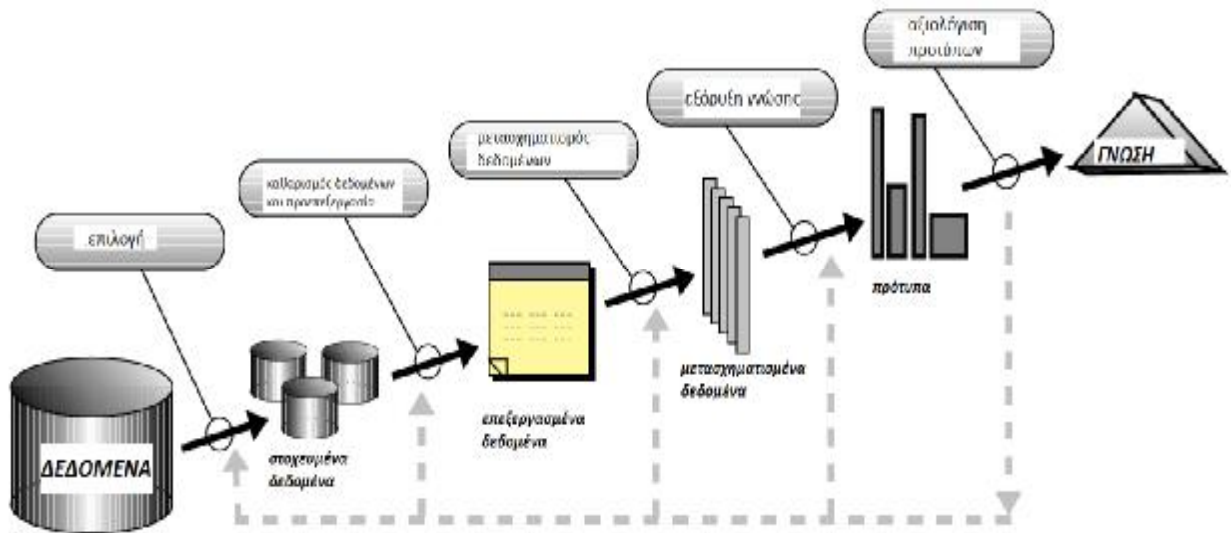 αξιολόγιση
προτύπων
εξόρυξη γνώσης
μετασχηματισμός
δεδομένων
καθαρισμός δεδομένων
και προεπεξεργασία
επιλογή
ΓΝΩΣΗ
πρότυπα
μετασχηματισμένα
δεδομένα
επεξεργασμένα
δεδομένα
στοχευμένα
δεδομένα
ΔΕΔΟΜΕΝΑ